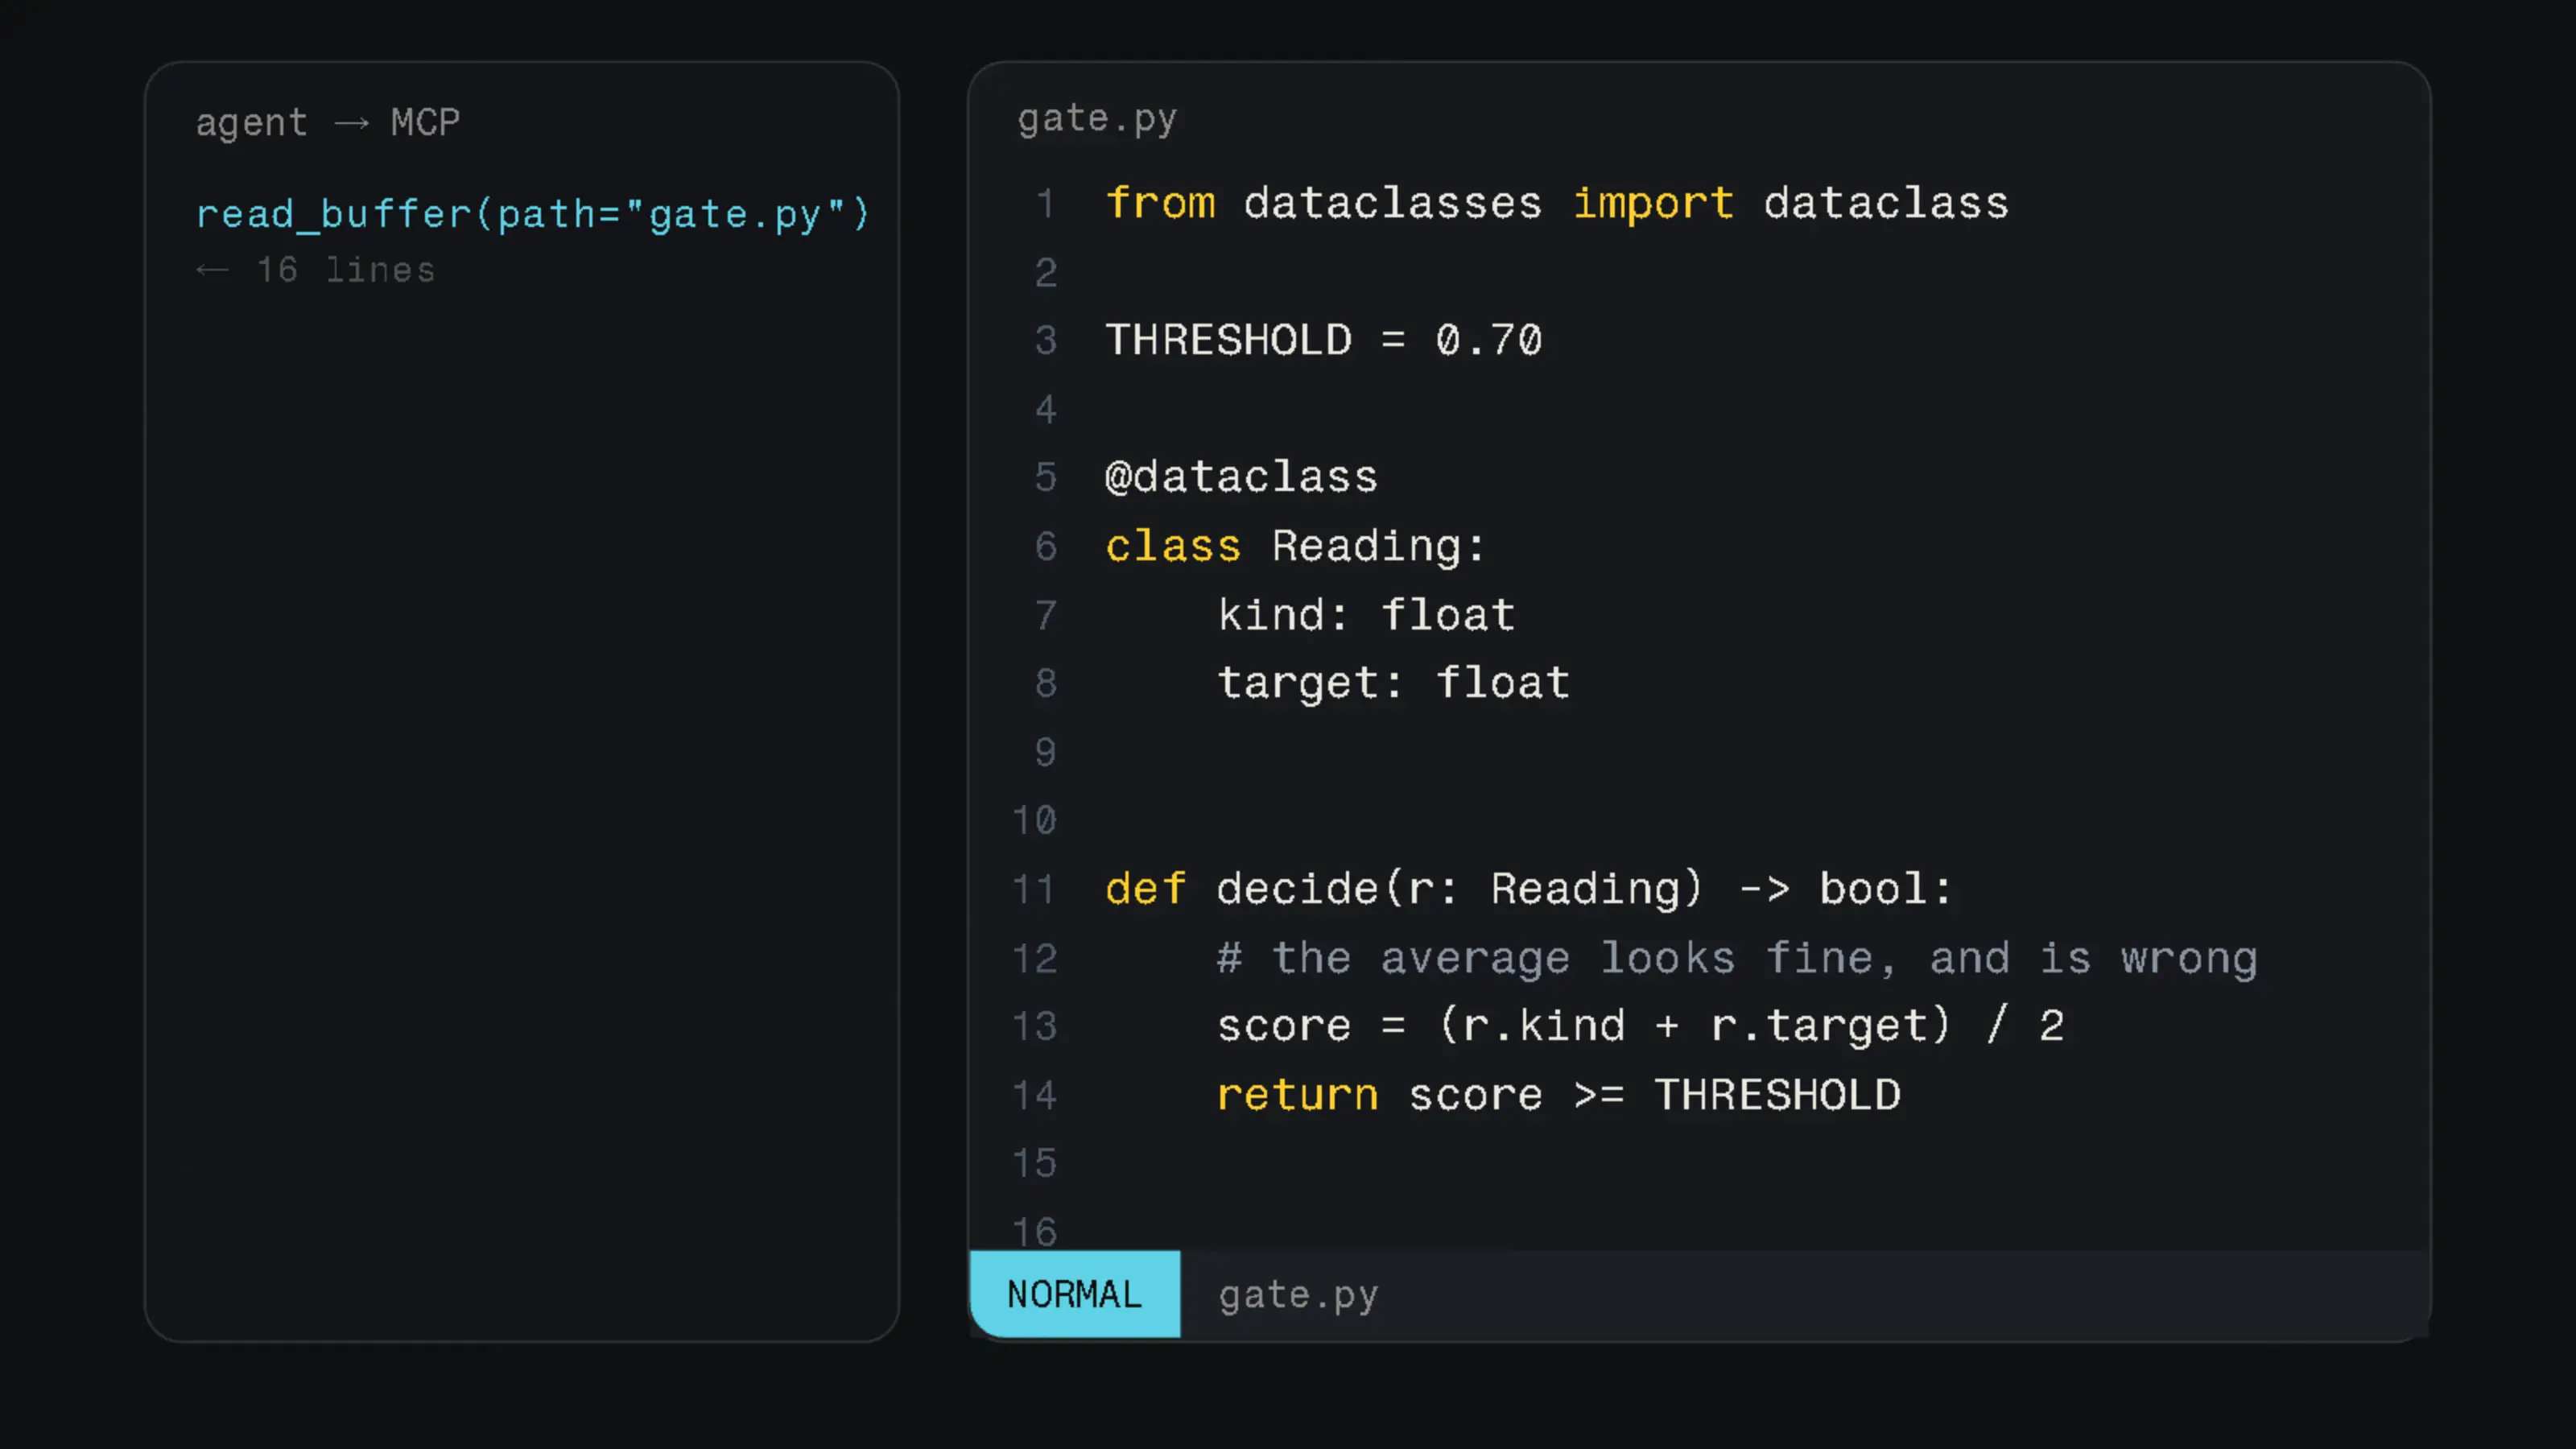 agent → MCP
read_buffer(path="gate.py")
← 16 lines
gate.py
1 from dataclasses import dataclass
2
3 THRESHOLD = 0.70
4
5 @dataclass
6 class Reading:
7     kind: float
8     target: float
9
10
11 def decide(r: Reading) -> bool:
12     # the average looks fine, and is wrong
13     score = (r.kind + r.target) / 2
14     return score >= THRESHOLD
15
16
NORMAL gate.py